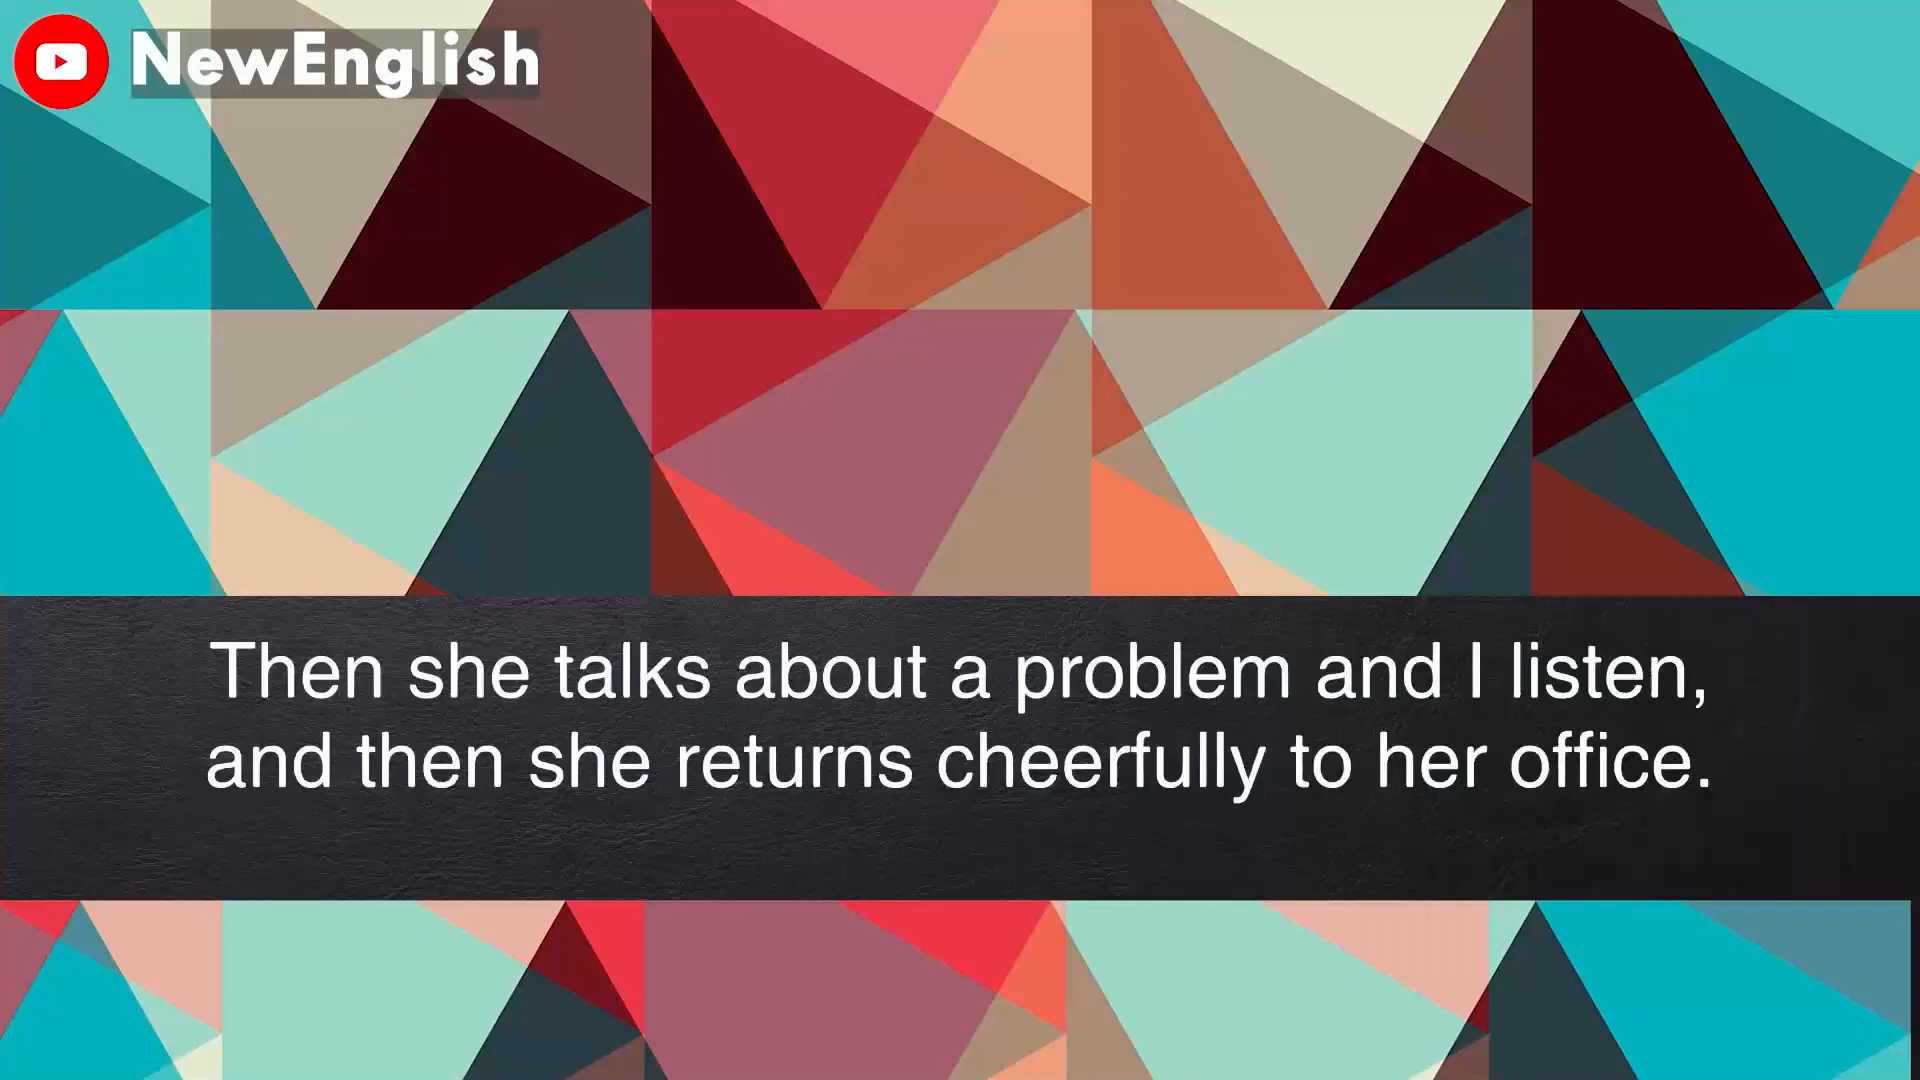 NewEnglish
Then she talks about a problem and I listen,
and then she returns cheerfully to her office.